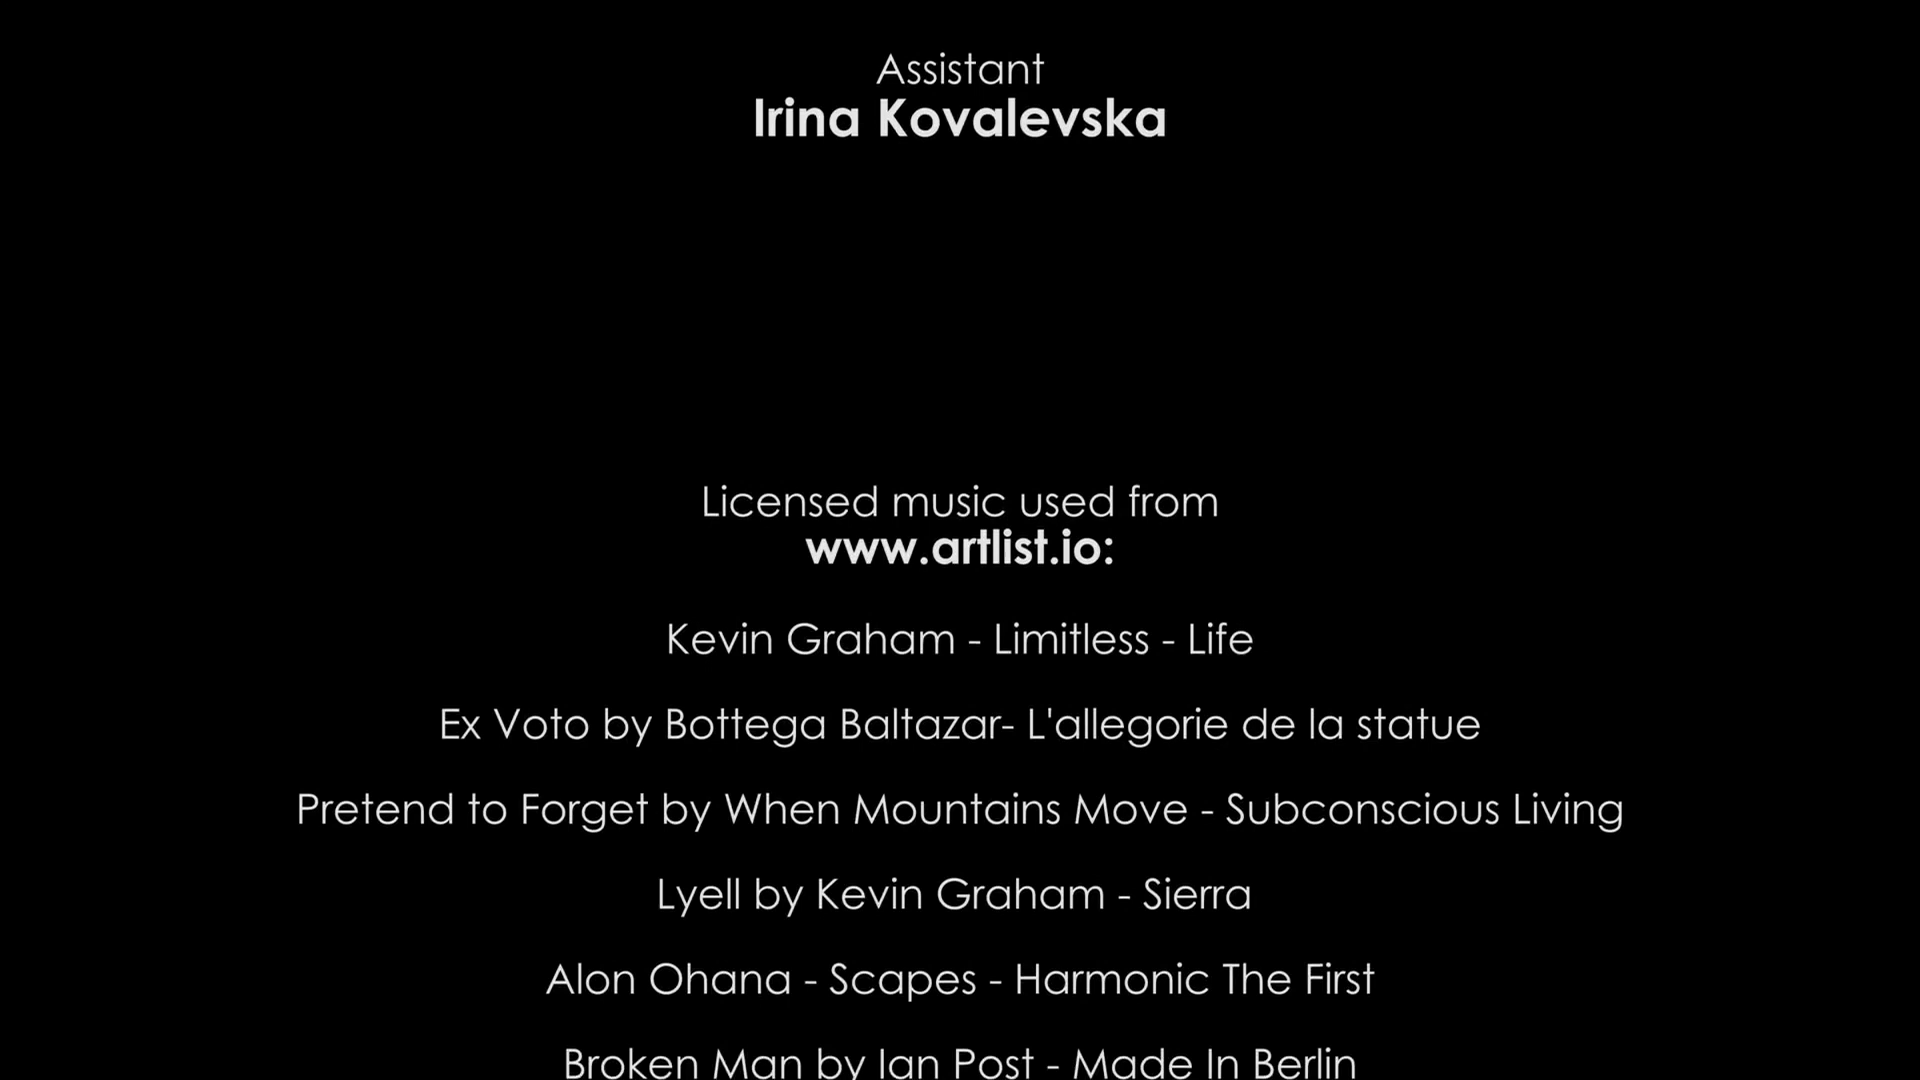 Assistant
Irina Kovalevska
Licensed music used from
www.artlist.io:
Kevin Graham - Limitless - Life
Ex Voto by Bottega Baltazar- L'allegorie de la statue
Pretend to Forget by When Mountains Move - Subconscious Living
Lyell by Kevin Graham - Sierra
Alon Ohana - Scapes - Harmonic The First
Broken Man by Ian Post - Made In Berlin